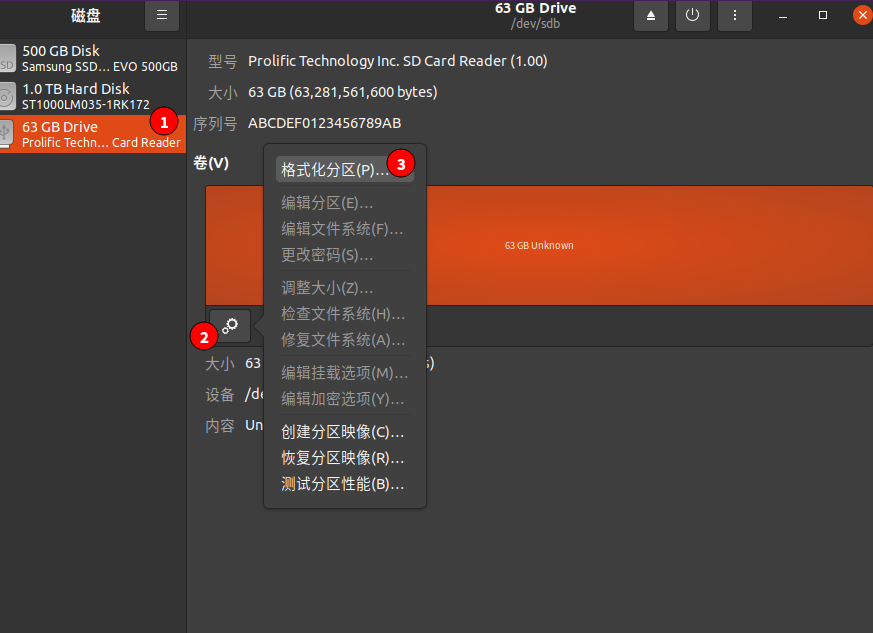 磁盘
63 GB Drive
/dev/sdb
500 GB Disk
Samsung SSD… EVO 500GB
1.0 TB Hard Disk
ST1000LM035-1RK172
63 GB Drive
Prolific Techn… Card Reader
1
型号 Prolific Technology Inc. SD Card Reader (1.00)
大小 63 GB (63,281,561,600 bytes)
序列号 ABCDEF0123456789AB
卷(V)
63 GB Unknown
2
格式化分区(P)…
3
编辑分区(E)…
编辑文件系统(F)…
更改密码(S)…
调整大小(Z)…
检查文件系统(H)…
修复文件系统(A)…
编辑挂载选项(M)…
编辑加密选项(Y)…
创建分区映像(C)…
恢复分区映像(R)…
测试分区性能(B)…
大小 63 s)
设备 /de
内容 Un